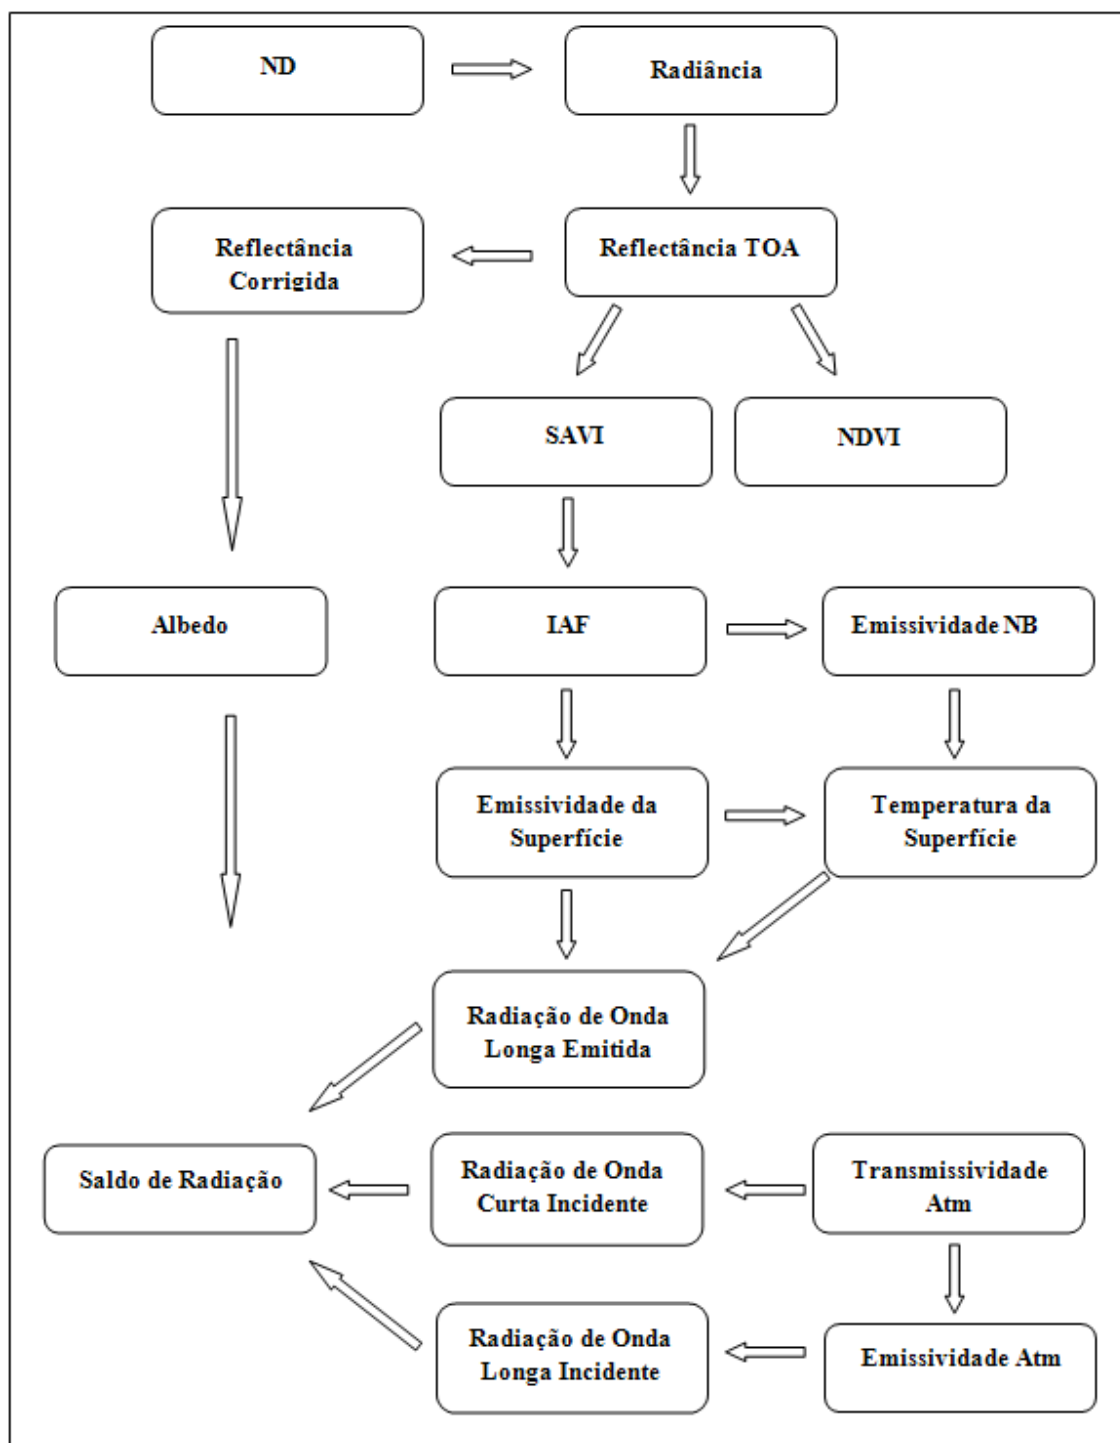 ND
Radiância
Reflectância
Corrigida
Reflectância TOA
SAVI
NDVI
Albedo
IAF
Emissividade NB
Emissividade da
Superfície
Temperatura da
Superfície
Radiação de Onda
Longa Emitida
Saldo de Radiação
Radiação de Onda
Curta Incidente
Transmissividade
Atm
Radiação de Onda
Longa Incidente
Emissividade Atm